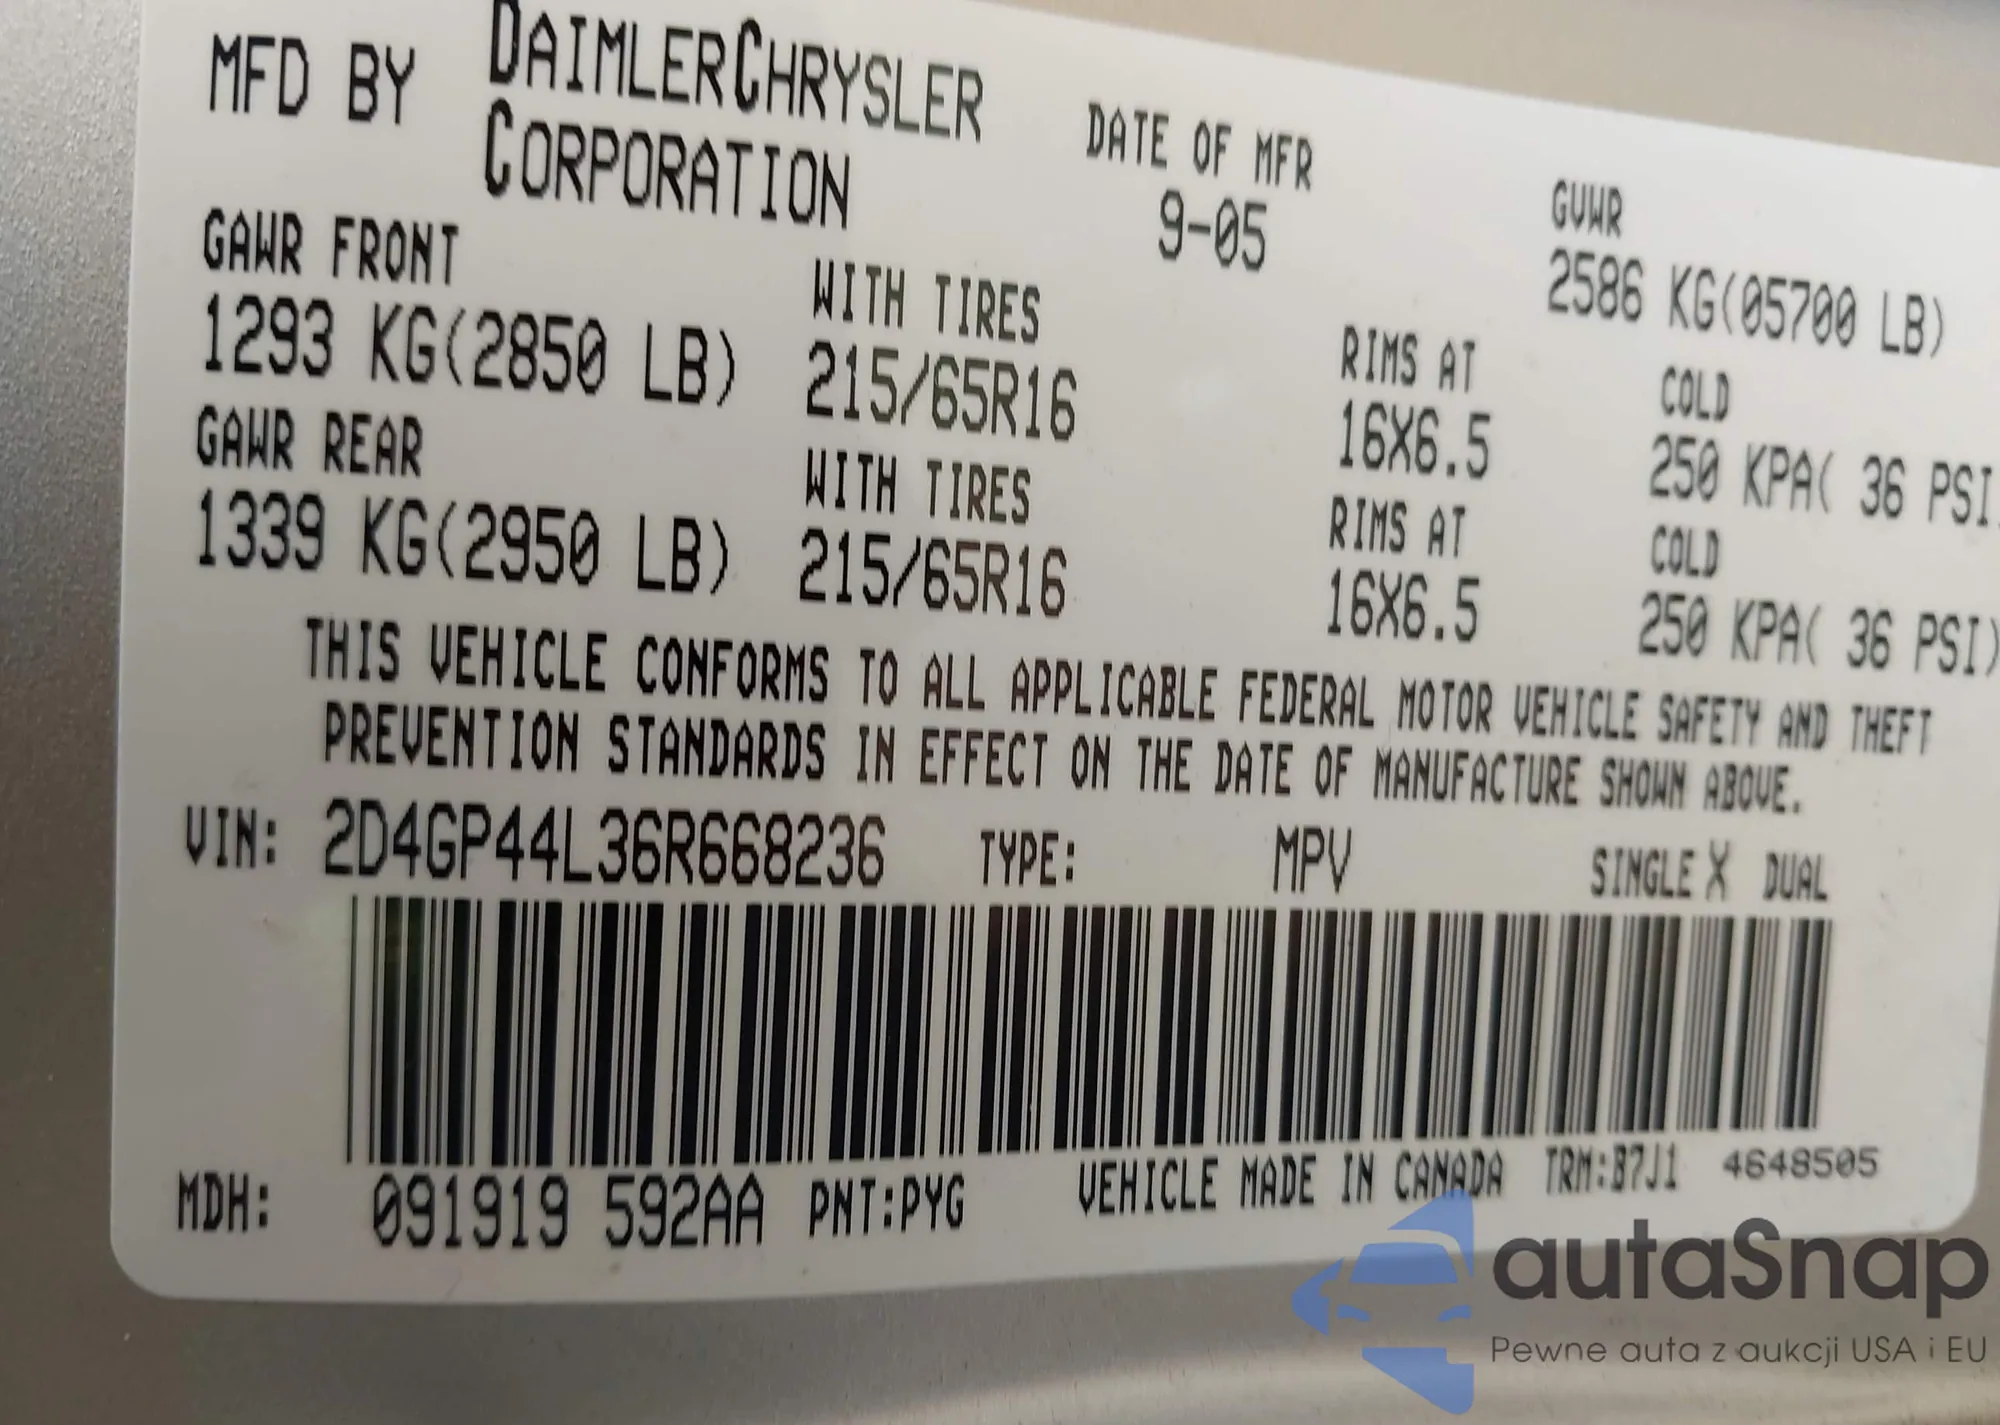 MFD BY DAIMLERCHRYSLER CORPORATION
DATE OF MFR
9-05
GVWR
2586 KG(05700 LB)
GAWR FRONT WITH TIRES RIMS AT COLD
1293 KG(2850 LB) 215/65R16 16X6.5 250 KPA( 36 PSI
GAWR REAR WITH TIRES RIMS AT COLD
1339 KG(2950 LB) 215/65R16 16X6.5 250 KPA( 36 PSI)
THIS VEHICLE CONFORMS TO ALL APPLICABLE FEDERAL MOTOR VEHICLE SAFETY AND THEFT
PREVENTION STANDARDS IN EFFECT ON THE DATE OF MANUFACTURE SHOWN ABOVE.
VIN: 2D4GP44L36R668236 TYPE: MPV SINGLE X DUAL
MDH: 091919 592AA PNT:PYG VEHICLE MADE IN CANADA TRM:B7J1 4648505
autaSnap
Pewne auta z aukcji USA i EU